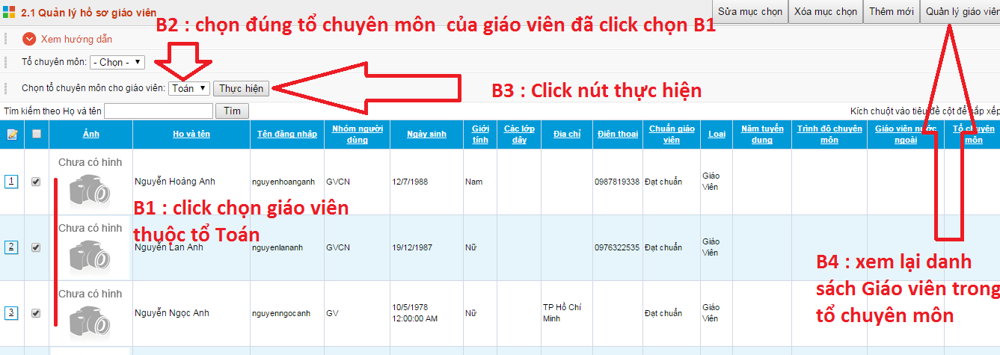 2.1 Quản lý hồ sơ giáo viên
Sửa mục chọn Xóa mục chọn Thêm mới Quản lý giáo viên
B2 : chọn đúng tổ chuyên môn của giáo viên đã click chọn B1
Xem hướng dẫn
Tổ chuyên môn: - Chọn -
Chọn tổ chuyên môn cho giáo viên: Toán Thực hiện
B3 : Click nút thực hiện
Tìm kiếm theo Họ và tên Tìm
Kích chuột vào tiêu đề cột để sắp xếp
Ảnh Họ và tên Tên đăng nhập Nhóm người dùng Ngày sinh Giới tính Các lớp dạy Địa chỉ Điện thoại Chuẩn giáo viên Loại Năm tuyển dụng Trình độ chuyên môn Giáo viên nước ngoài Tổ chuyên môn
Chưa có hình
1 Nguyễn Hoàng Anh nguyenhoanganh GVCN 12/7/1988 Nam 0987819338 Đạt chuẩn Giáo Viên
B1 : click chọn giáo viên
thuộc tổ Toán
Chưa có hình
2 Nguyễn Lan Anh nguyenlananh GVCN 19/12/1987 Nữ 0976322535 Đạt chuẩn Giáo Viên
B4 : xem lại danh
sách Giáo viên trong
tổ chuyên môn
Chưa có hình
3 Nguyễn Ngọc Anh nguyenngocanh GV 10/5/1978 12:00:00 AM Nữ TP Hồ Chí Minh Đạt chuẩn Giáo Viên